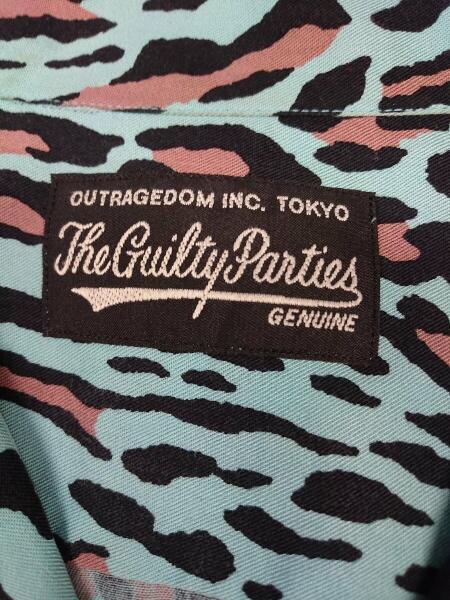 OUTRAGEDOM INC. TOKYO
The Guilty Parties
GENUINE